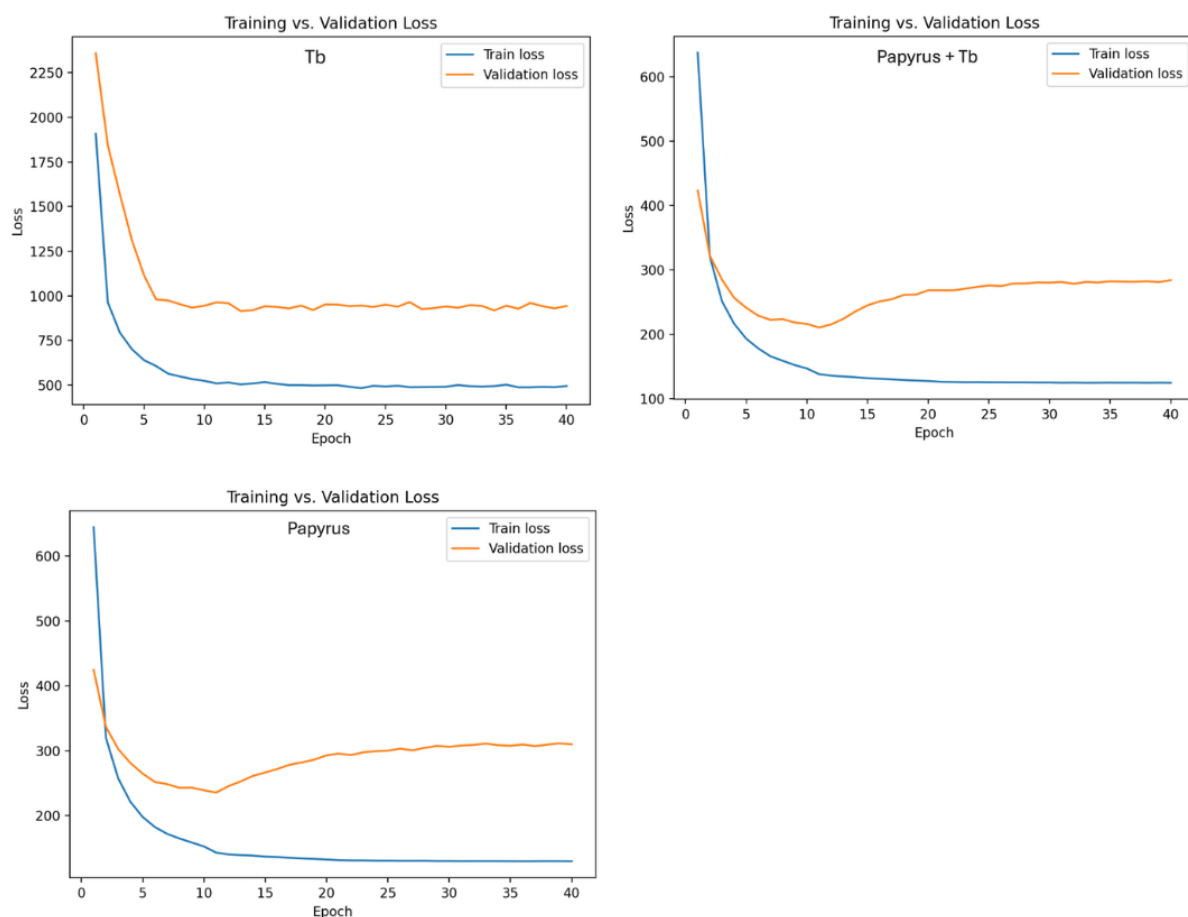 Training vs. Validation Loss
Tb
Train loss
Validation loss
2250
2000
1750
1500
1250
1000
750
500
Loss
0 5 10 15 20 25 30 35 40
Epoch
Training vs. Validation Loss
Papyrus + Tb
Train loss
Validation loss
600
500
400
300
200
100
Loss
0 5 10 15 20 25 30 35 40
Epoch
Training vs. Validation Loss
Papyrus
Train loss
Validation loss
600
500
400
300
200
Loss
0 5 10 15 20 25 30 35 40
Epoch